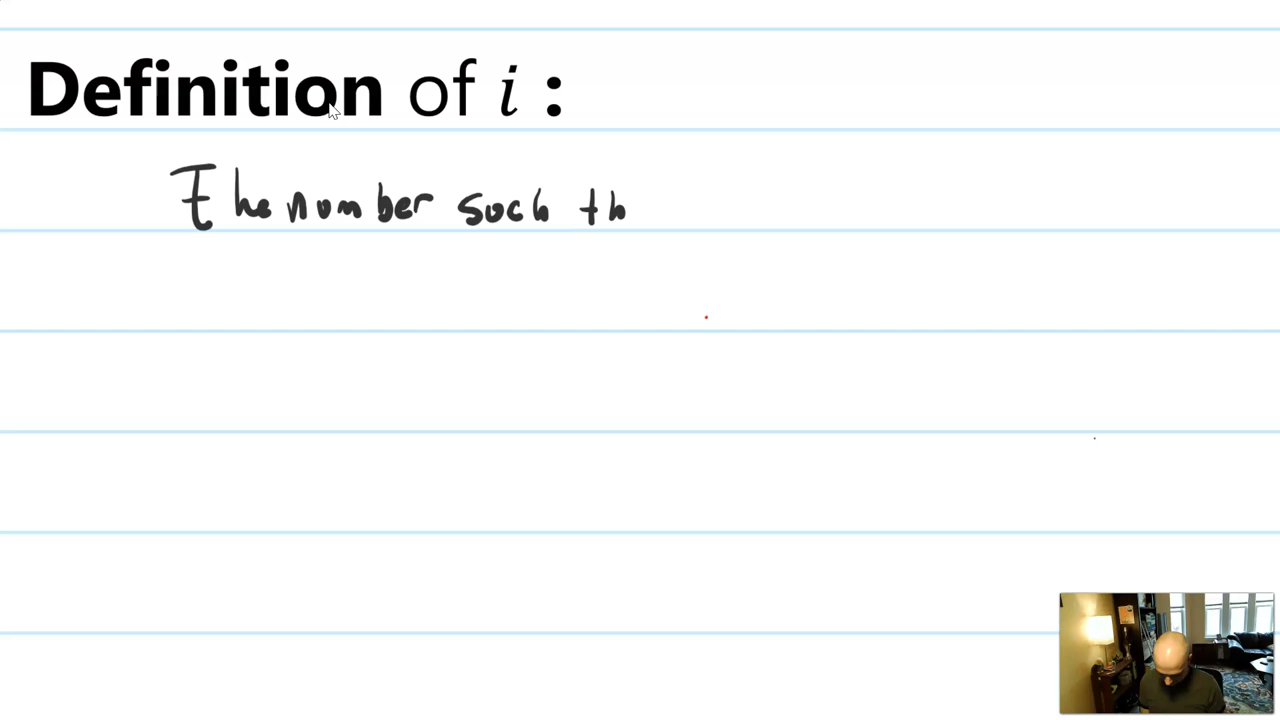 Definition of i :
The number such th